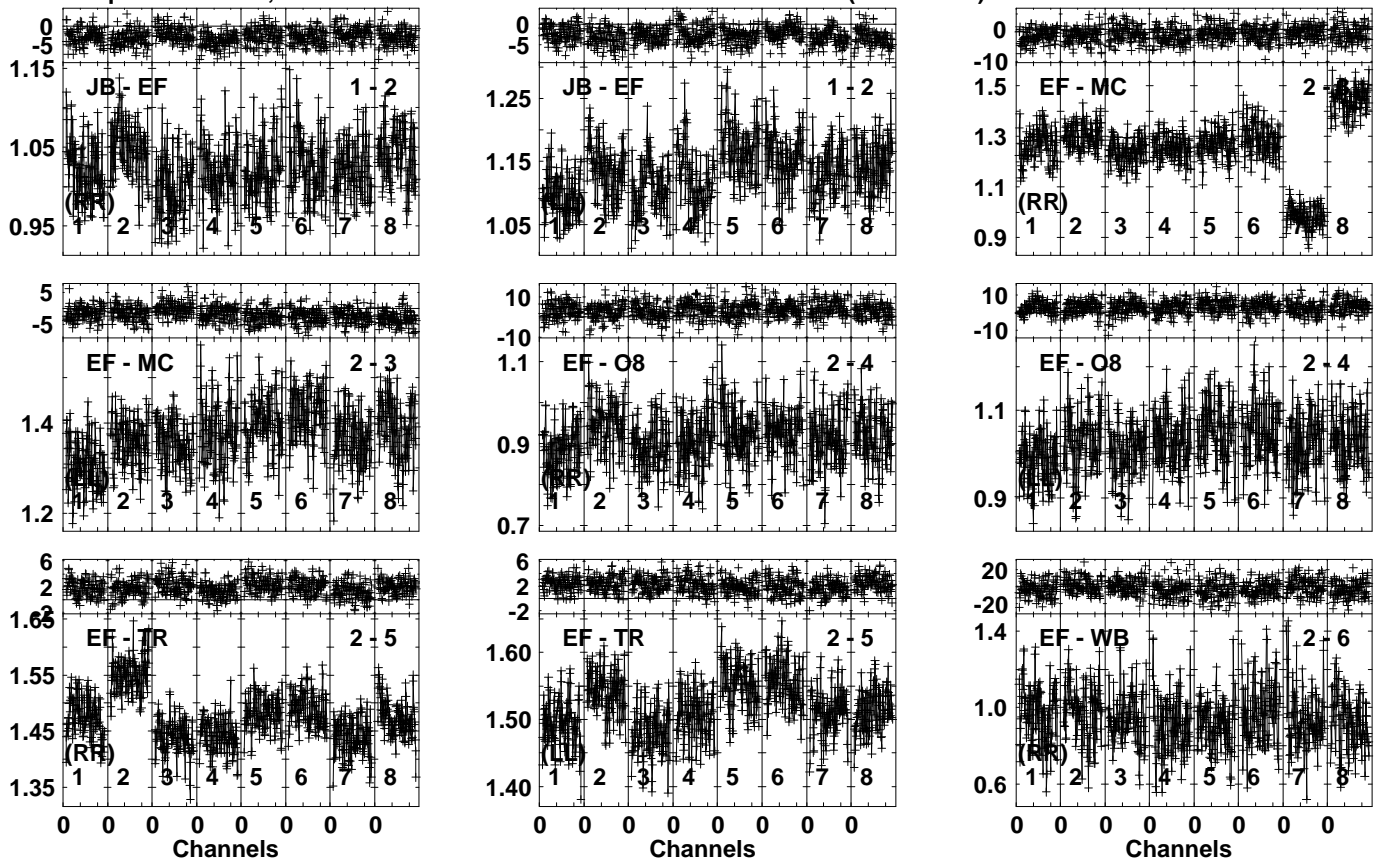 0
-5
1.15
1.05
0.95
JB - EF 1 - 2
(RR)
1 2 3 4 5 6 7 8
0
-5
1.25
1.15
1.05
JB - EF 1 - 2
1 2 3 4 5 6 7 8
0
-10
1.5
1.3
1.1
0.9
EF - MC 2 -
(RR)
1 2 3 4 5 6 7 8
5
-5
1.4
1.2
EF - MC 2 - 3
(LL)
1 2 3 4 5 6 7 8
10
-10
1.1
0.9
0.7
EF - O8 2 - 4
(RR)
1 2 3 4 5 6 7 8
10
-10
1.1
0.9
EF - O8 2 - 4
(LL)
1 2 3 4 5 6 7 8
6
2
-2
1.65
1.55
1.45
1.35
EF - TR 2 - 5
(RR)
1 2 3 4 5 6 7 8
0 0 0 0 0 0 0 0
Channels
6
2
-2
1.60
1.50
1.40
EF - TR 2 - 5
(LL)
1 2 3 4 5 6 7 8
0 0 0 0 0 0 0 0
Channels
20
-20
1.4
1.0
0.6
EF - WB 2 - 6
(RR)
1 2 3 4 5 6 7 8
0 0 0 0 0 0 0 0
Channels